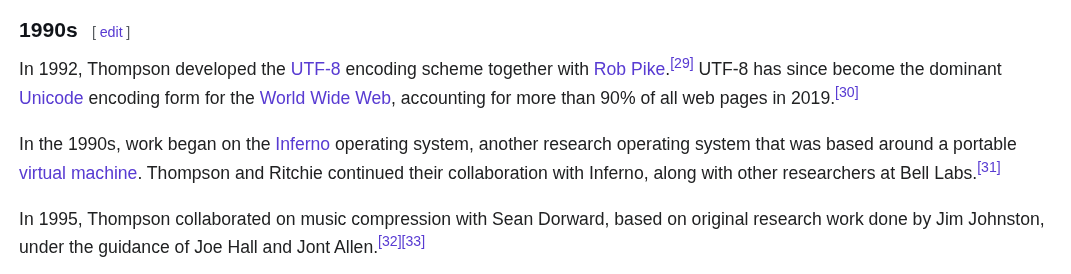 1990s [ edit ]
In 1992, Thompson developed the UTF-8 encoding scheme together with Rob Pike.[29] UTF-8 has since become the dominant
Unicode encoding form for the World Wide Web, accounting for more than 90% of all web pages in 2019.[30]
In the 1990s, work began on the Inferno operating system, another research operating system that was based around a portable
virtual machine. Thompson and Ritchie continued their collaboration with Inferno, along with other researchers at Bell Labs.[31]
In 1995, Thompson collaborated on music compression with Sean Dorward, based on original research work done by Jim Johnston,
under the guidance of Joe Hall and Jont Allen.[32][33]